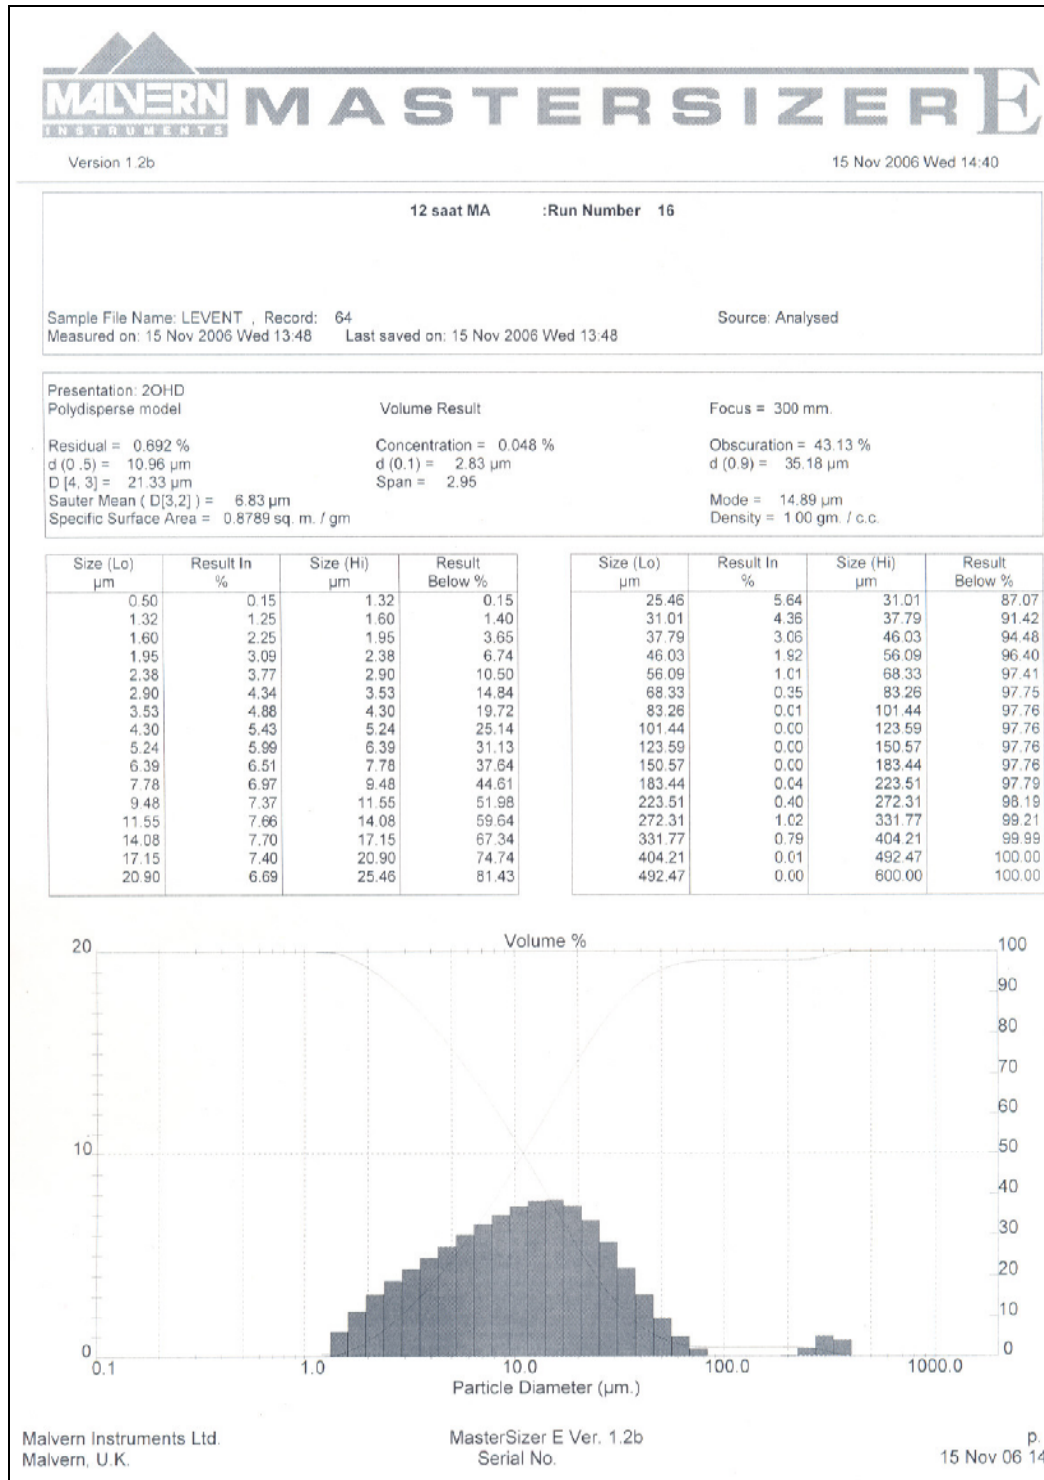 MALVERN INSTRUMENTS MASTERSIZER E
Version 1.2b 15 Nov 2006 Wed 14:40
12 saat MA :Run Number 16
Sample File Name: LEVENT , Record: 64 Source: Analysed
Measured on: 15 Nov 2006 Wed 13:48 Last saved on: 15 Nov 2006 Wed 13:48
Presentation: 2OHD
Polydisperse model Volume Result Focus = 300 mm.
Residual = 0.692 % Concentration = 0.048 % Obscuration = 43.13 %
d (0 .5) = 10.96 µm d (0.1) = 2.83 µm d (0.9) = 35.18 µm
D [4, 3] = 21.33 µm Span = 2.95
Sauter Mean ( D[3,2] ) = 6.83 µm Mode = 14.89 µm
Specific Surface Area = 0.8789 sq. m. / gm Density = 1 00 gm. / c.c.
Size (Lo) Result In Size (Hi) Result Size (Lo) Result In Size (Hi) Result
µm % µm Below % µm % µm Below %
0.50 0.15 1.32 0.15 25.46 5.64 31.01 87.07
1.32 1.25 1.60 1.40 31.01 4.36 37.79 91.42
1.60 2.25 1.95 3.65 37.79 3.06 46.03 94.48
1.95 3.09 2.38 6.74 46.03 1.92 56.09 96.40
2.38 3.77 2.90 10.50 56.09 1.01 68.33 97.41
2.90 4.34 3.53 14.84 68.33 0.35 83.26 97.75
3.53 4.88 4.30 19.72 83.26 0.01 101.44 97.76
4.30 5.43 5.24 25.14 101.44 0.00 123.59 97.76
5.24 5.99 6.39 31.13 123.59 0.00 150.57 97.76
6.39 6.51 7.78 37.64 150.57 0.00 183.44 97.76
7.78 6.97 9.48 44.61 183.44 0.04 223.51 97.79
9.48 7.37 11.55 51.98 223.51 0.40 272.31 98.19
11.55 7.66 14.08 59.64 272.31 1.02 331.77 99.21
14.08 7.70 17.15 67.34 331.77 0.79 404.21 99.99
17.15 7.40 20.90 74.74 404.21 0.01 492.47 100.00
20.90 6.69 25.46 81.43 492.47 0.00 600.00 100.00
Volume %
20 100
90
80
70
60
10 50
40
30
20
10
0 0
0.1 1.0 10.0 100.0 1000.0
Particle Diameter (µm.)
Malvern Instruments Ltd. MasterSizer E Ver. 1.2b p.
Malvern, U.K. Serial No. 15 Nov 06 14